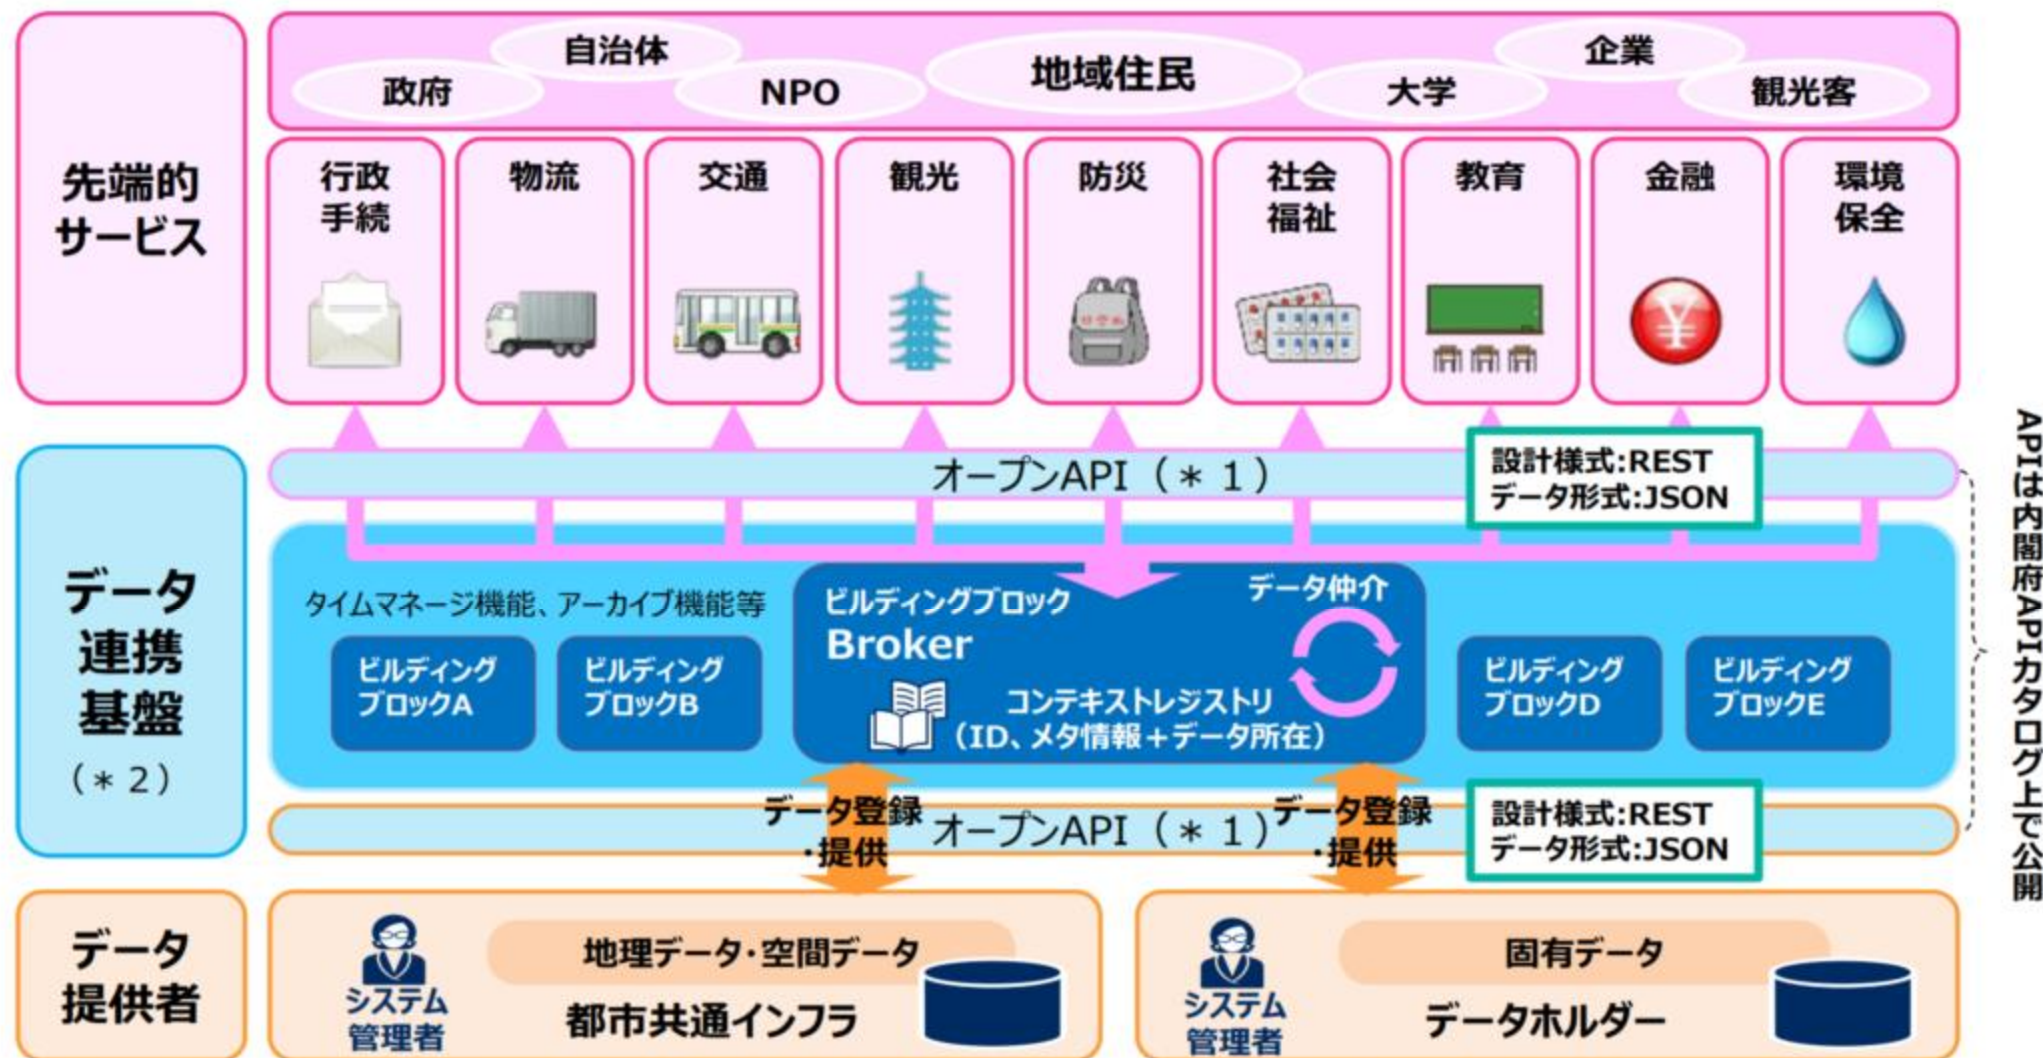 先端的
サービス
自治体
企業
政府
NPO
地域住民
大学
観光客
行政
手続
物流
交通
観光
防災
社会
福祉
教育
金融
環境
保全
データ
連携
基盤
（＊２）
オープンAPI（＊１）
設計様式:REST
データ形式:JSON
タイムマネージ機能、アーカイブ機能等
ビルディング
ブロックA
ビルディング
ブロックB
ビルディングブロック
Broker
データ仲介
コンテキストレジストリ
（ID、メタ情報＋データ所在）
ビルディング
ブロックD
ビルディング
ブロックE
データ登録
・提供
オープンAPI（＊１）
データ登録
・提供
設計様式:REST
データ形式:JSON
APIは内閣府APIカタログ上で公開
データ
提供者
システム
管理者
地理データ・空間データ
都市共通インフラ
システム
管理者
固有データ
データホルダー